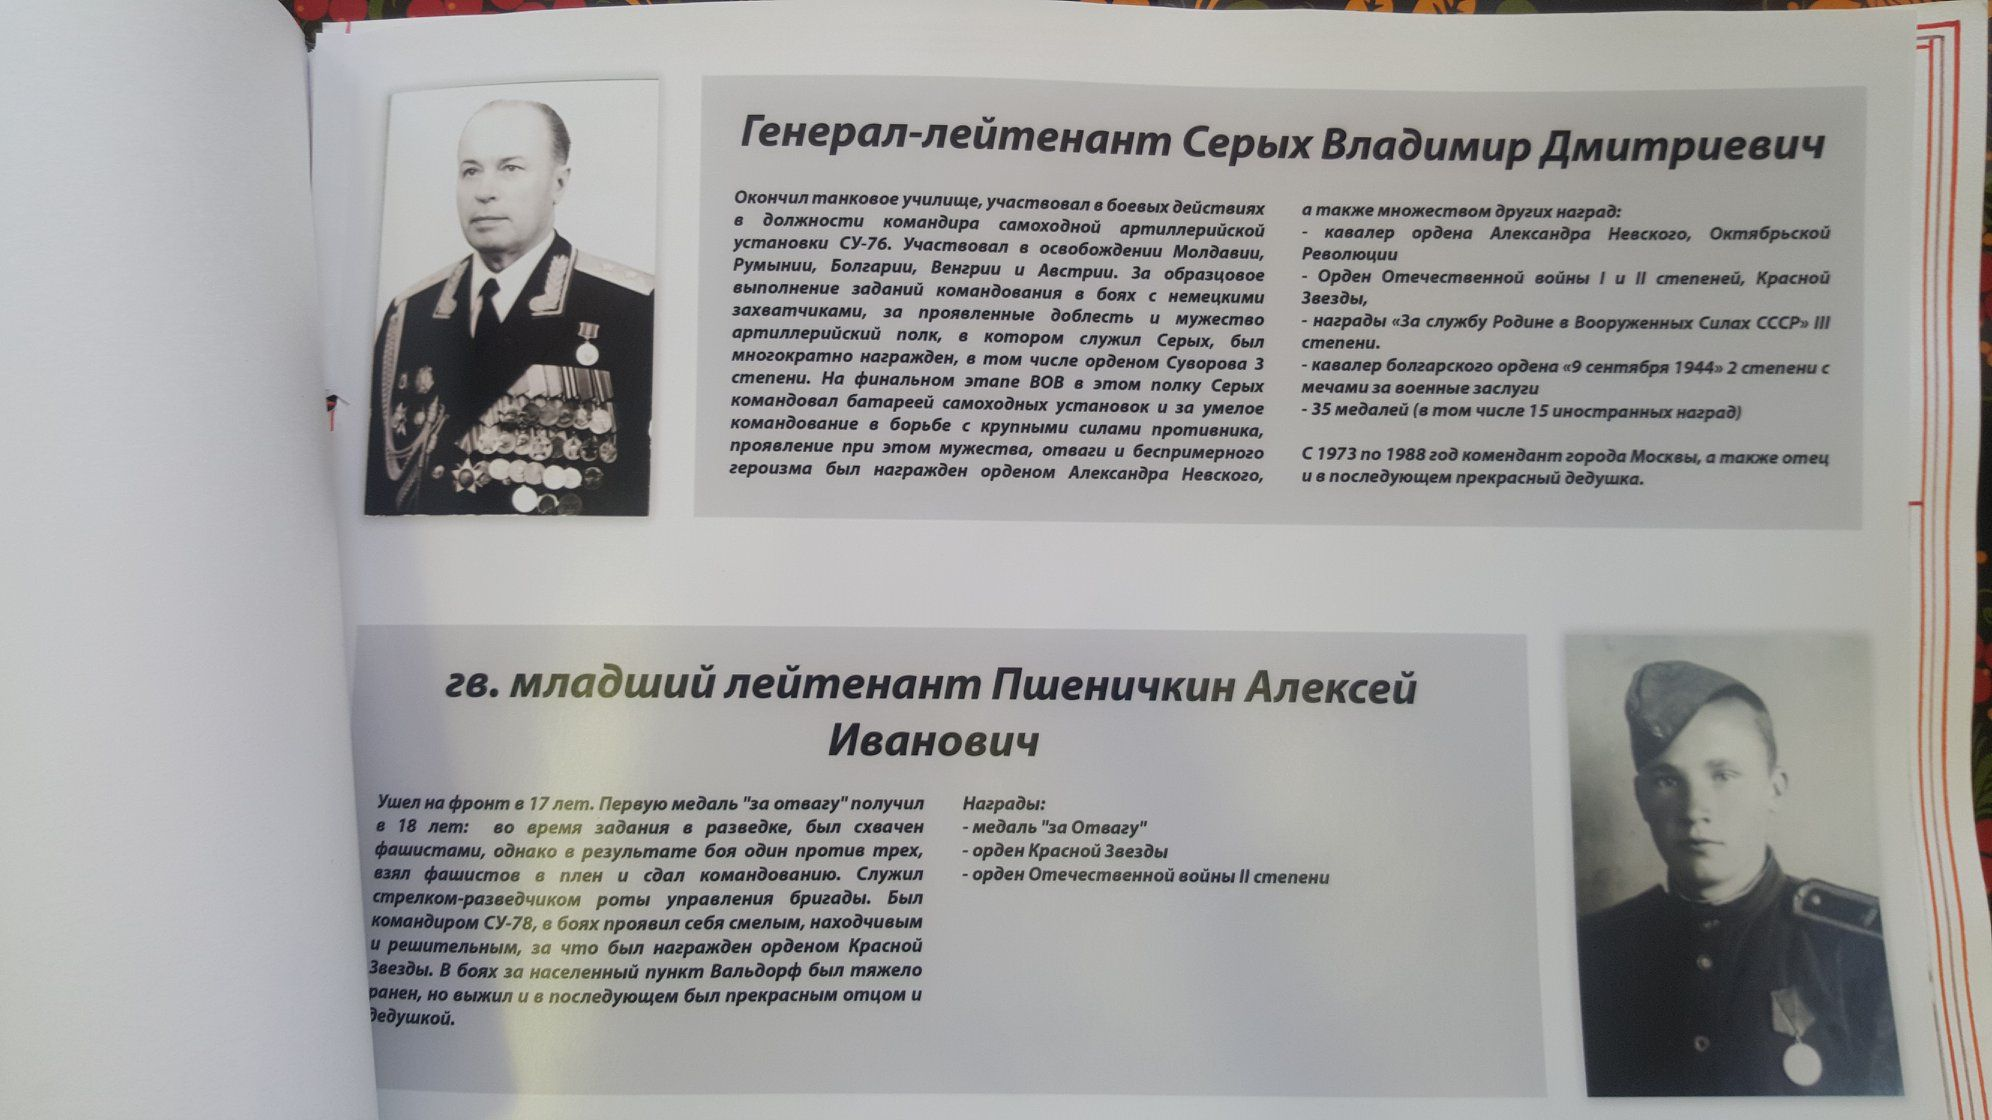 Генерал-лейтенант Серых Владимир Дмитриевич
Окончил танковое училище, участвовал в боевых действиях
в должности командира самоходной артиллерийской
установки СУ-76. Участвовал в освобождении Молдавии,
Румынии, Болгарии, Венгрии и Австрии. За образцовое
выполнение заданий командования в боях с немецкими
захватчиками, за проявленные доблесть и мужество
артиллерийский полк, в котором служил Серых, был
многократно награжден, в том числе орденом Суворова 3
степени. На финальном этапе ВОВ в этом полку Серых
командовал батареей самоходных установок и за умелое
командование в борьбе с крупными силами противника,
проявление при этом мужества, отваги и беспримерного
героизма был награжден орденом Александра Невского,
а также множеством других наград:
- кавалер ордена Александра Невского, Октябрьской
Революции
- Орден Отечественной войны I и II степеней, Красной
Звезды,
- награды «За службу Родине в Вооруженных Силах СССР» III
степени.
- кавалер болгарского ордена «9 сентября 1944» 2 степени с
мечами за военные заслуги
- 35 медалей (в том числе 15 иностранных наград)
С 1973 по 1988 год комендант города Москвы, а также отец
и в последующем прекрасный дедушка.
гв. младший лейтенант Пшеничкин Алексей
Иванович
Ушел на фронт в 17 лет. Первую медаль "за отвагу" получил
в 18 лет: во время задания в разведке, был схвачен
фашистами, однако в результате боя один против трех,
взял фашистов в плен и сдал командованию. Служил
стрелком-разведчиком роты управления бригады. Был
командиром СУ-78, в боях проявил себя смелым, находчивым
и решительным, за что был награжден орденом Красной
Звезды. В боях за населенный пункт Вальдорф был тяжело
ранен, но выжил и в последующем был прекрасным отцом и
дедушкой.
Награды:
- медаль "за Отвагу"
- орден Красной Звезды
- орден Отечественной войны II степени